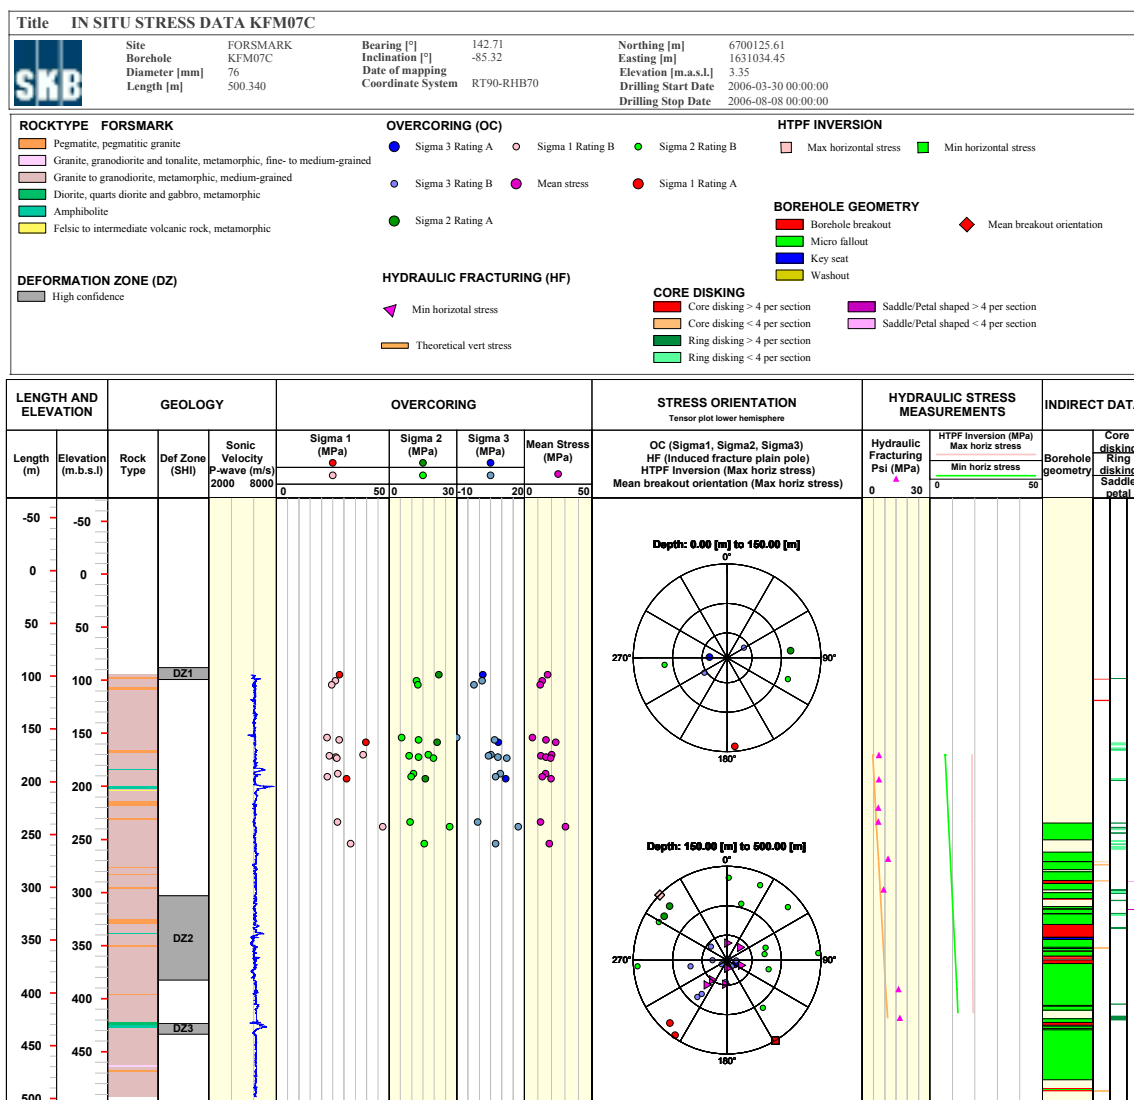 Title IN SITU STRESS DATA KFM07C
SKB
Site FORSMARK
Borehole KFM07C
Diameter [mm] 76
Length [m] 500.340
Bearing [°] 142.71
Inclination [°] -85.32
Date of mapping
Coordinate System RT90-RHB70
Northing [m] 6700125.61
Easting [m] 1631034.45
Elevation [m.a.s.l.] 3.35
Drilling Start Date 2006-03-30 00:00:00
Drilling Stop Date 2006-08-08 00:00:00
ROCKTYPE FORSMARK
Pegmatite, pegmatitic granite
Granite, granodiorite and tonalite, metamorphic, fine- to medium-grained
Granite to granodiorite, metamorphic, medium-grained
Diorite, quarts diorite and gabbro, metamorphic
Amphibolite
Felsic to intermediate volcanic rock, metamorphic
DEFORMATION ZONE (DZ)
High confidence
OVERCORING (OC)
Sigma 3 Rating A Sigma 1 Rating B Sigma 2 Rating B
Sigma 3 Rating B Mean stress Sigma 1 Rating A
Sigma 2 Rating A
HYDRAULIC FRACTURING (HF)
Min horizotal stress
Theoretical vert stress
HTPF INVERSION
Max horizontal stress Min horizontal stress
BOREHOLE GEOMETRY
Borehole breakout Mean breakout orientation
Micro fallout
Key seat
Washout
CORE DISKING
Core disking > 4 per section Saddle/Petal shaped > 4 per section
Core disking < 4 per section Saddle/Petal shaped < 4 per section
Ring disking > 4 per section
Ring disking < 4 per section
LENGTH AND ELEVATION
GEOLOGY
OVERCORING
STRESS ORIENTATION
Tensor plot lower hemisphere
HYDRAULIC STRESS MEASUREMENTS
INDIRECT DATA
Length (m)
Elevation (m.b.s.l)
Rock Type
Def Zone (SHI)
Sonic Velocity P-wave (m/s)
2000 8000
Sigma 1 (MPa)
0 50
Sigma 2 (MPa)
0 30
Sigma 3 (MPa)
-10 20
Mean Stress (MPa)
0 50
OC (Sigma1, Sigma2, Sigma3)
HF (Induced fracture plain pole)
HTPF Inversion (Max horiz stress)
Mean breakout orientation (Max horiz stress)
Hydraulic Fracturing Psi (MPa)
0 30
HTPF Inversion (MPa)
Max horiz stress
Min horiz stress
0 50
Borehole geometry
Core disking
Ring disking
Saddle petal
-50 -50
0 0
50 50
100 100
150 150
200 200
250 250
300 300
350 350
400 400
450 450
500
DZ1
DZ2
DZ3
Depth: 0.00 [m] to 150.00 [m]
0°
270° 90°
180°
Depth: 150.00 [m] to 500.00 [m]
0°
270° 90°
180°